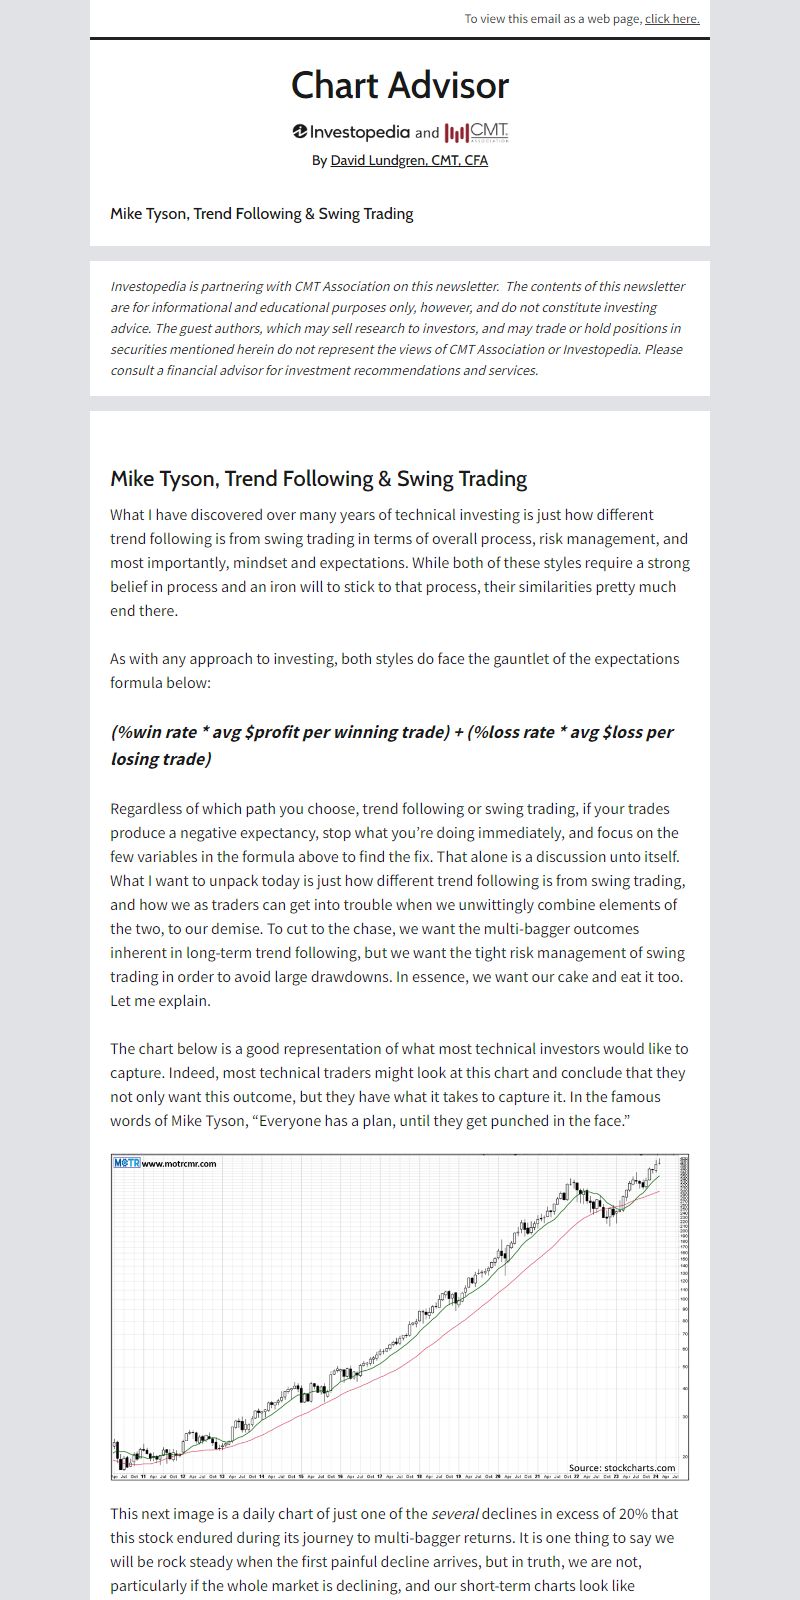 To view this email as a web page, click here.
Chart Advisor
Investopedia and CMT
ASSOCIATION
By David Lundgren, CMT, CFA
Mike Tyson, Trend Following & Swing Trading
Investopedia is partnering with CMT Association on this newsletter.  The contents of this newsletter
are for informational and educational purposes only, however, and do not constitute investing
advice. The guest authors, which may sell research to investors, and may trade or hold positions in
securities mentioned herein do not represent the views of CMT Association or Investopedia. Please
consult a financial advisor for investment recommendations and services.
Mike Tyson, Trend Following & Swing Trading
What I have discovered over many years of technical investing is just how different
trend following is from swing trading in terms of overall process, risk management, and
most importantly, mindset and expectations. While both of these styles require a strong
belief in process and an iron will to stick to that process, their similarities pretty much
end there.
As with any approach to investing, both styles do face the gauntlet of the expectations
formula below:
(%win rate * avg $profit per winning trade) + (%loss rate * avg $loss per
losing trade)
Regardless of which path you choose, trend following or swing trading, if your trades
produce a negative expectancy, stop what you’re doing immediately, and focus on the
few variables in the formula above to find the fix. That alone is a discussion unto itself.
What I want to unpack today is just how different trend following is from swing trading,
and how we as traders can get into trouble when we unwittingly combine elements of
the two, to our demise. To cut to the chase, we want the multi-bagger outcomes
inherent in long-term trend following, but we want the tight risk management of swing
trading in order to avoid large drawdowns. In essence, we want our cake and eat it too.
Let me explain.
The chart below is a good representation of what most technical investors would like to
capture. Indeed, most technical traders might look at this chart and conclude that they
not only want this outcome, but they have what it takes to capture it. In the famous
words of Mike Tyson, “Everyone has a plan, until they get punched in the face.”
MOTR www.motrcmr.com
Source: stockcharts.com
This next image is a daily chart of just one of the several declines in excess of 20% that
this stock endured during its journey to multi-bagger returns. It is one thing to say we
will be rock steady when the first painful decline arrives, but in truth, we are not,
particularly if the whole market is declining, and our short-term charts look like